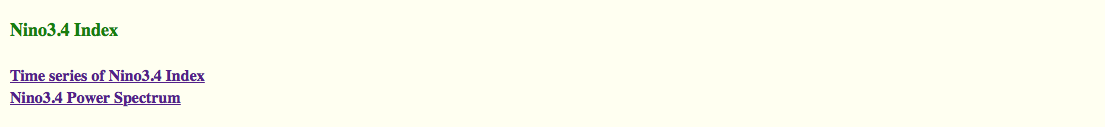 Nino3.4 Index
Time series of Nino3.4 Index
Nino3.4 Power Spectrum